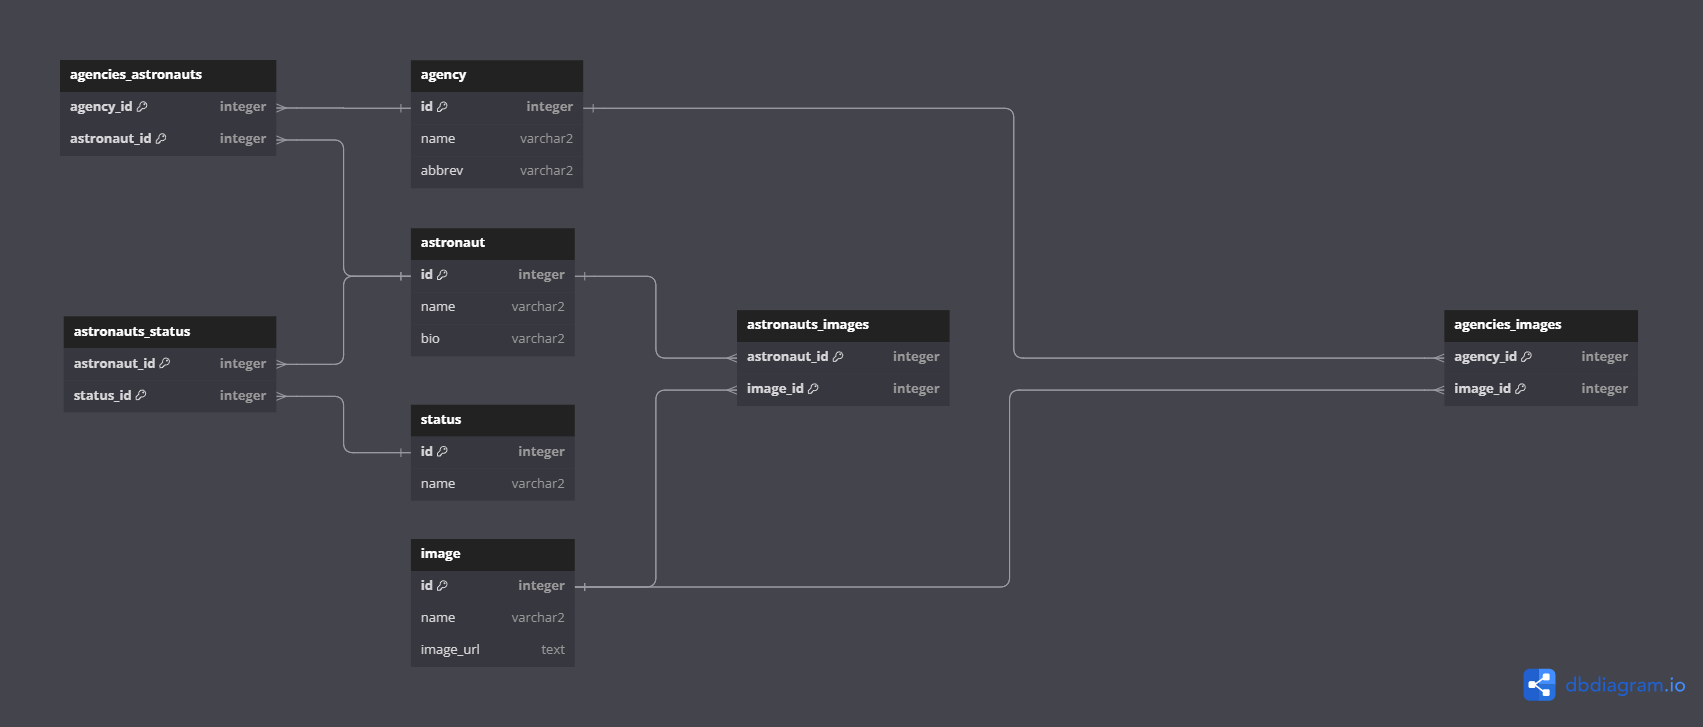 agencies_astronauts
agency_id integer
astronaut_id integer
agency
id integer
name varchar2
abbrev varchar2
astronaut
id integer
name varchar2
bio varchar2
astronauts_status
astronaut_id integer
status_id integer
status
id integer
name varchar2
image
id integer
name varchar2
image_url text
astronauts_images
astronaut_id integer
image_id integer
agencies_images
agency_id integer
image_id integer
dbdiagram.io